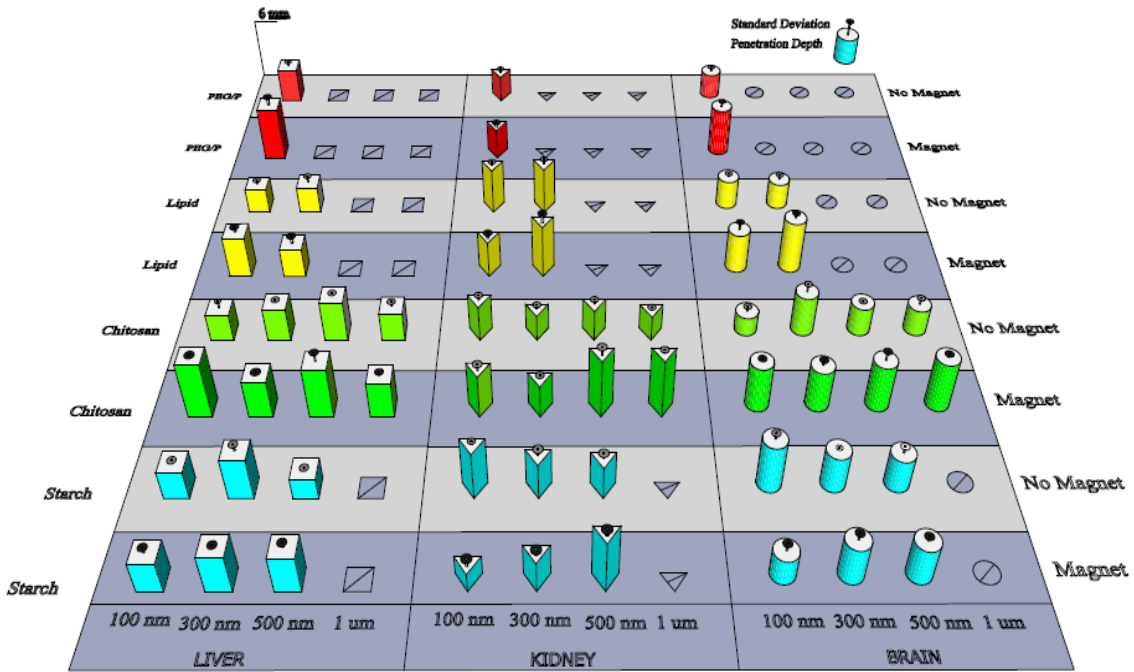 6 mm
Standard Deviation
Penetration Depth
PEG/P No Magnet
PEG/P Magnet
Lipid No Magnet
Lipid Magnet
Chitosan No Magnet
Chitosan Magnet
Starch No Magnet
Starch Magnet
100 nm 300 nm 500 nm 1 um 100 nm 300 nm 500 nm 1 um 100 nm 300 nm 500 nm 1 um
LIVER KIDNEY BRAIN